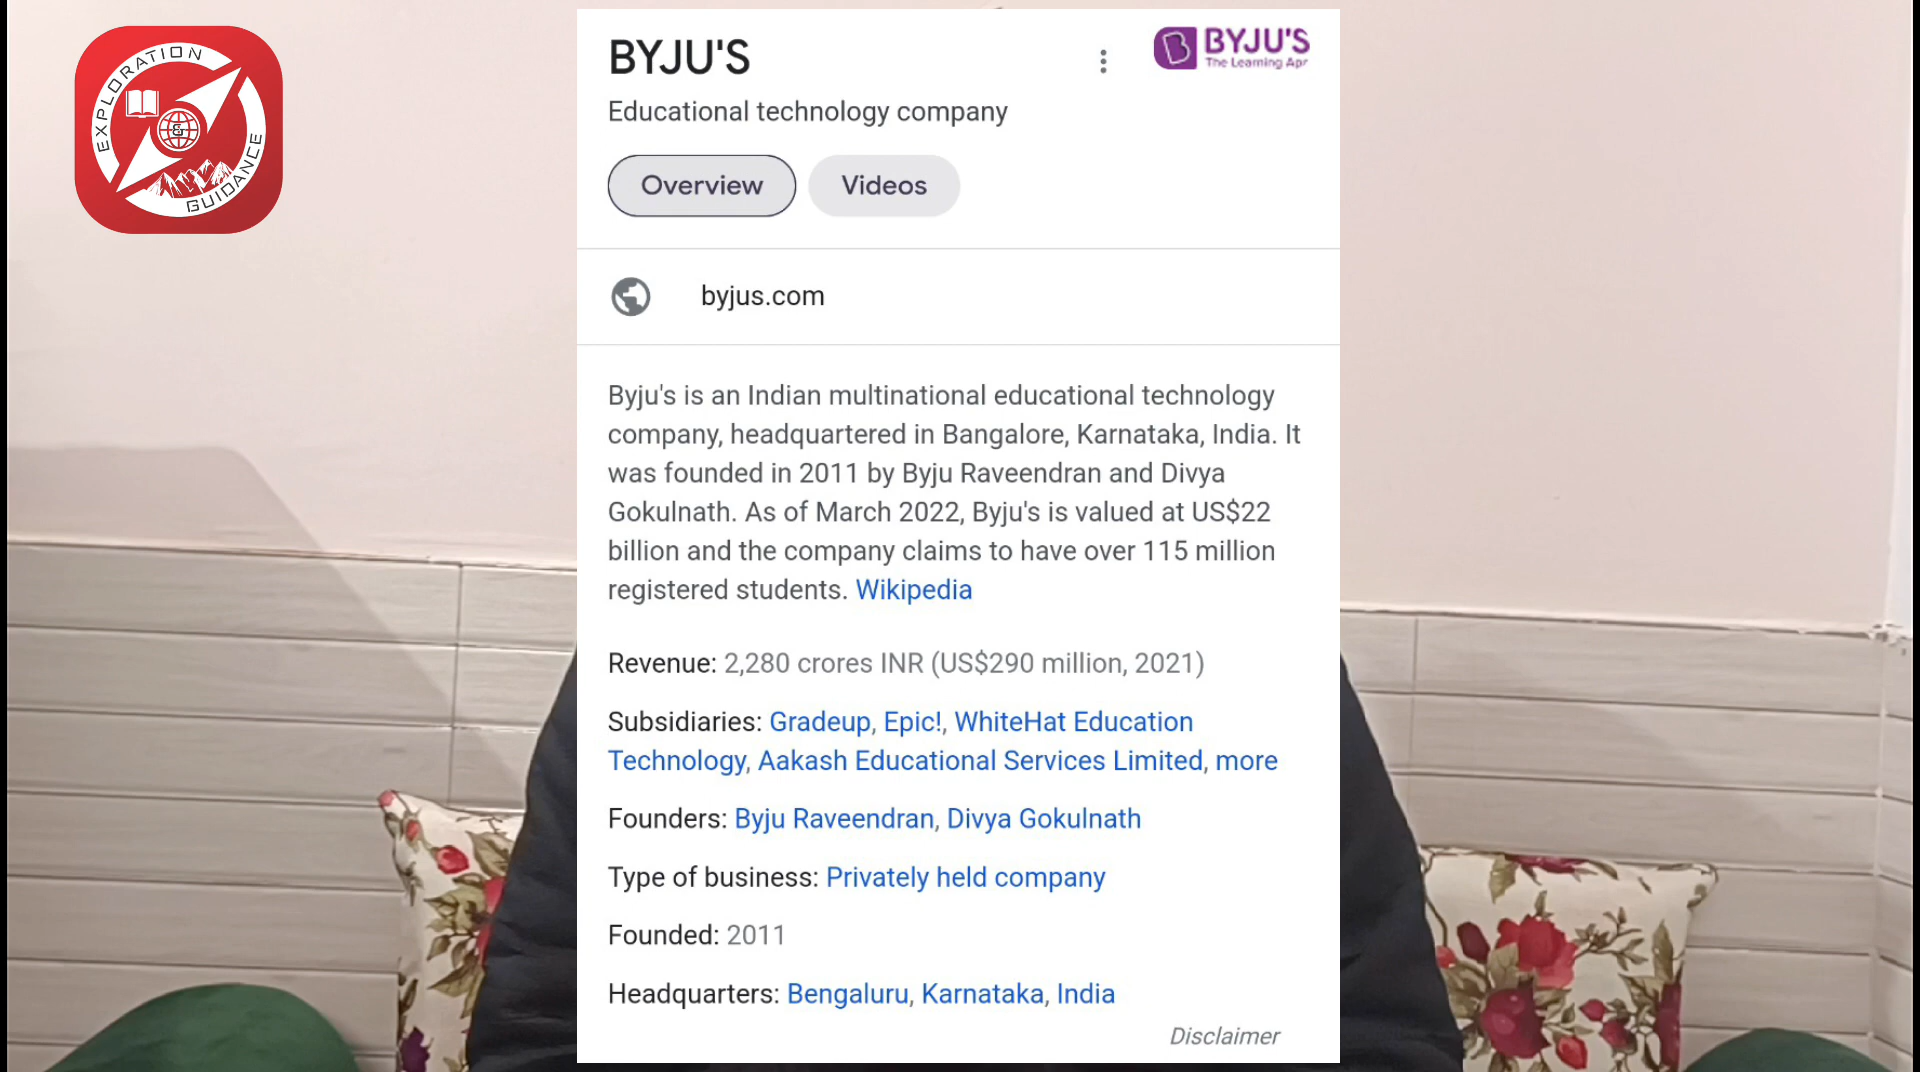 EXPLORATION
&
GUIDANCE
BYJU'S
BYJU'S
The Learning App
Educational technology company
Overview
Videos
byjus.com
Byju's is an Indian multinational educational technology
company, headquartered in Bangalore, Karnataka, India. It
was founded in 2011 by Byju Raveendran and Divya
Gokulnath. As of March 2022, Byju's is valued at US$22
billion and the company claims to have over 115 million
registered students. Wikipedia
Revenue: 2,280 crores INR (US$290 million, 2021)
Subsidiaries: Gradeup, Epic!, WhiteHat Education
Technology, Aakash Educational Services Limited, more
Founders: Byju Raveendran, Divya Gokulnath
Type of business: Privately held company
Founded: 2011
Headquarters: Bengaluru, Karnataka, India
Disclaimer